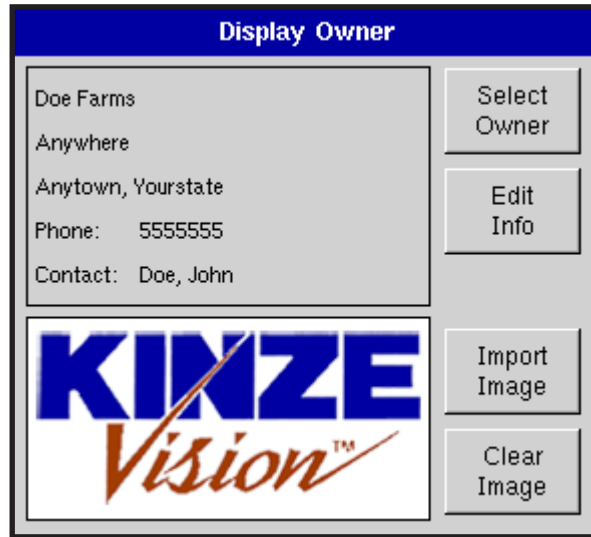 Display Owner
Doe Farms
Anywhere
Anytown, Yourstate
Phone: 5555555
Contact: Doe, John
Select
Owner
Edit
Info
KINZE
Vision™
Import
Image
Clear
Image